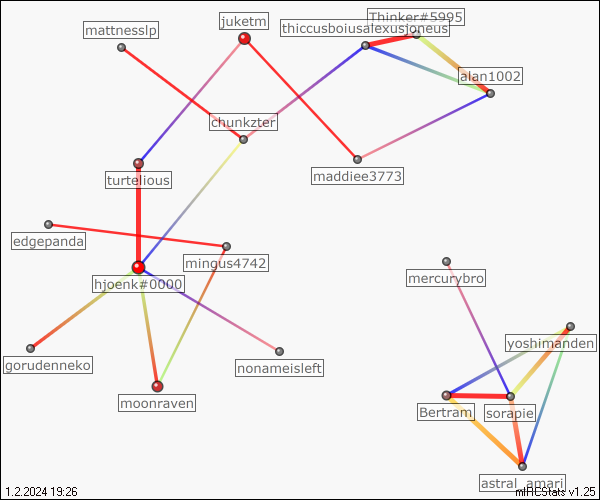 Thinker#5995
juketm
mattnesslp
thiccusboiusalexusjoneus
alan1002
chunkzter
maddiee3773
turtelious
edgepanda
mingus4742
mercurybro
hjoenk#0000
yoshimanden
gorudenneko
nonameisleft
moonraven
Bertram
sorapie
astral_amari
1.2.2024 19:26
mIRCStats v1.25